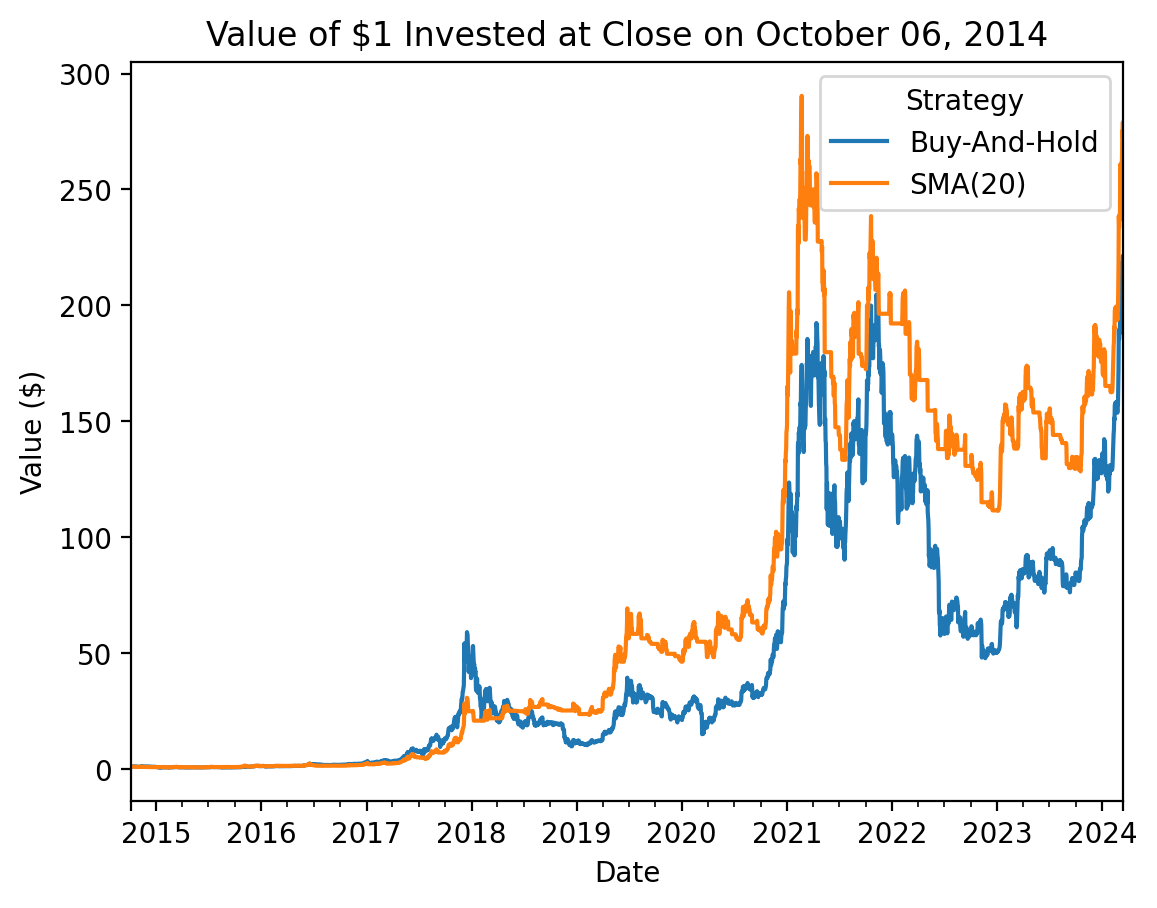 Value of $1 Invested at Close on October 06, 2014
300
250
200
150
100
50
0
Value ($)
Strategy
Buy-And-Hold
SMA(20)
2015 2016 2017 2018 2019 2020 2021 2022 2023 2024
Date